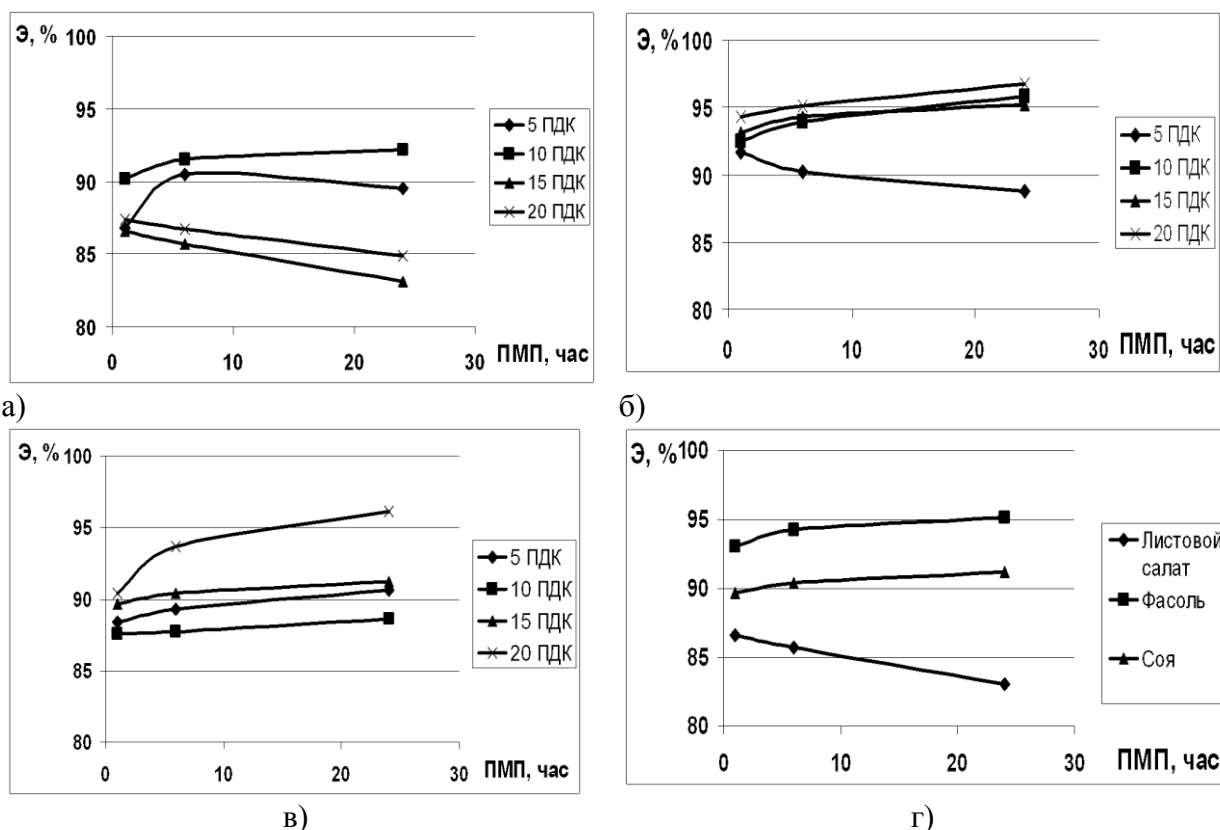 Э, % 100
95
90
85
80
0 10 20 30
ПМП, час
5 ПДК
10 ПДК
15 ПДК
20 ПДК
а)
Э, % 100
95
90
85
80
0 10 20 30
ПМП, час
5 ПДК
10 ПДК
15 ПДК
20 ПДК
б)
Э, % 100
95
90
85
80
0 10 20 30
ПМП, час
5 ПДК
10 ПДК
15 ПДК
20 ПДК
в)
Э, % 100
95
90
85
80
0 10 20 30
ПМП, час
Листовой
салат
Фасоль
Соя
г)